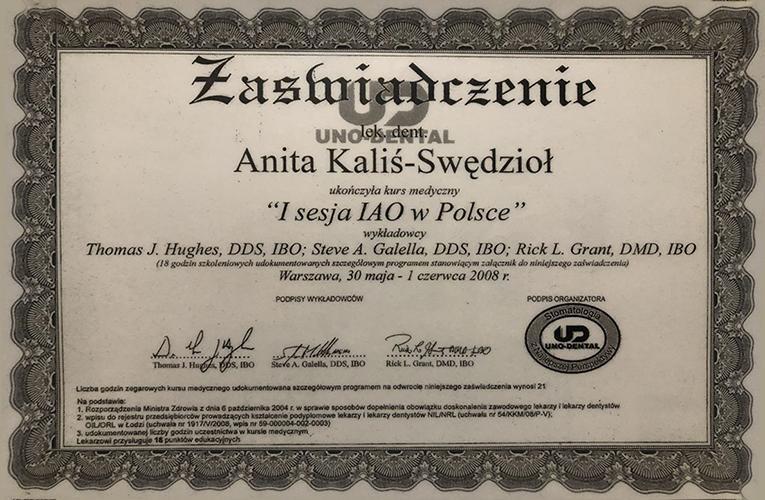 Zaświadczenie
UNO-DENTAL
lek. dent.
Anita Kaliś-Swędzioł
ukończyła kurs medyczny
“I sesja IAO w Polsce”
wykładowcy
Thomas J. Hughes, DDS, IBO; Steve A. Galella, DDS, IBO; Rick L. Grant, DMD, IBO
(18 godzin szkoleniowych udokumentowanych szczegółowym programem stanowiącym załącznik do niniejszego zaświadczenia)
Warszawa, 30 maja - 1 czerwca 2008 r.
PODPISY WYKŁADOWCÓW
PODPIS ORGANIZATORA
Stomatologia
UNO-DENTAL
z Najlepszej Perspektywy
Thomas J. Hughes, DDS, IBO
Steve A. Galella, DDS, IBO
Rick L. Grant, DMD, IBO
Liczba godzin zegarowych kursu medycznego udokumentowana szczegółowym programem na odwrocie niniejszego zaświadczenia wynosi 21
Na podstawie:
1. Rozporządzenia Ministra Zdrowia z dnia 6 października 2004 r. w sprawie sposobów dopełnienia obowiązku doskonalenia zawodowego lekarzy i lekarzy dentystów
2. wpisu do rejestru przedsiębiorców prowadzących kształcenie podyplomowe lekarzy i lekarzy dentystów NIL/NRL (uchwała nr 54/KKM/08/P-V);
OIL/ORL w Łodzi (uchwała nr 1917/V/2008, wpis nr 59-000004-002-0003)
3. udokumentowanej liczby godzin uczestnictwa w kursie medycznym
Lekarzowi przysługuje 18 punktów edukacyjnych